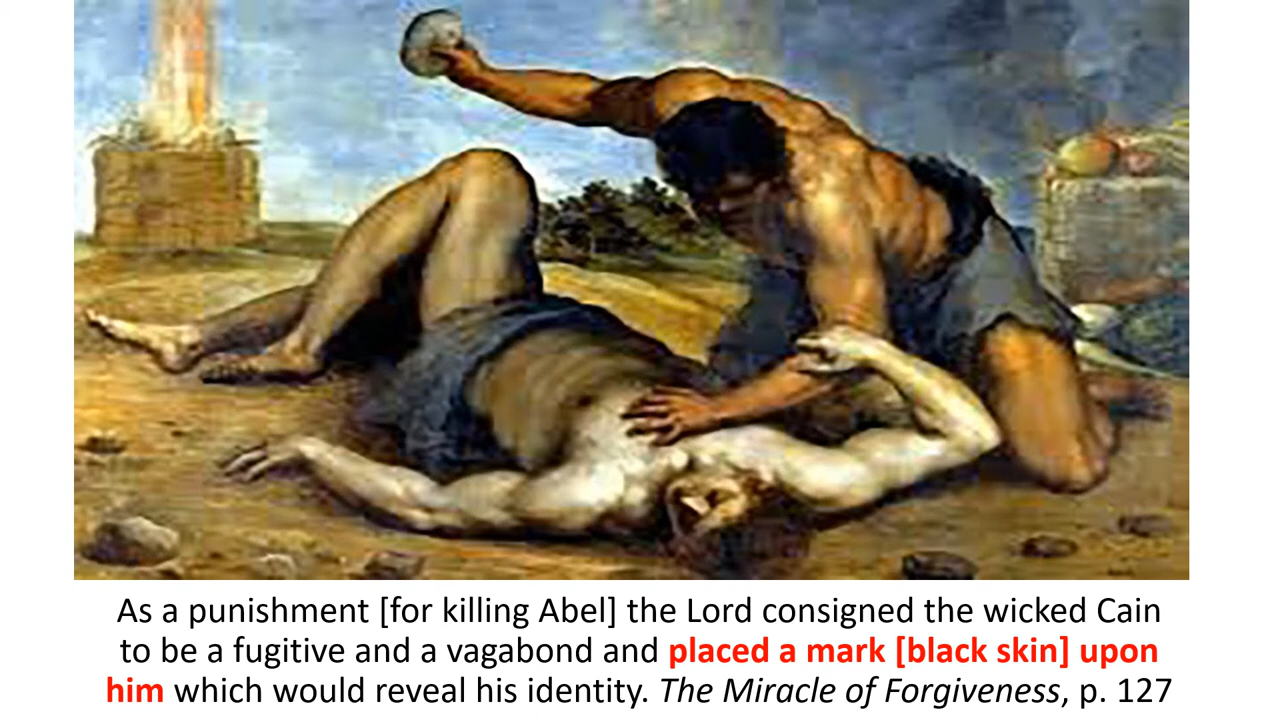 As a punishment [for killing Abel] the Lord consigned the wicked Cain
to be a fugitive and a vagabond and placed a mark [black skin] upon
him which would reveal his identity. The Miracle of Forgiveness, p. 127